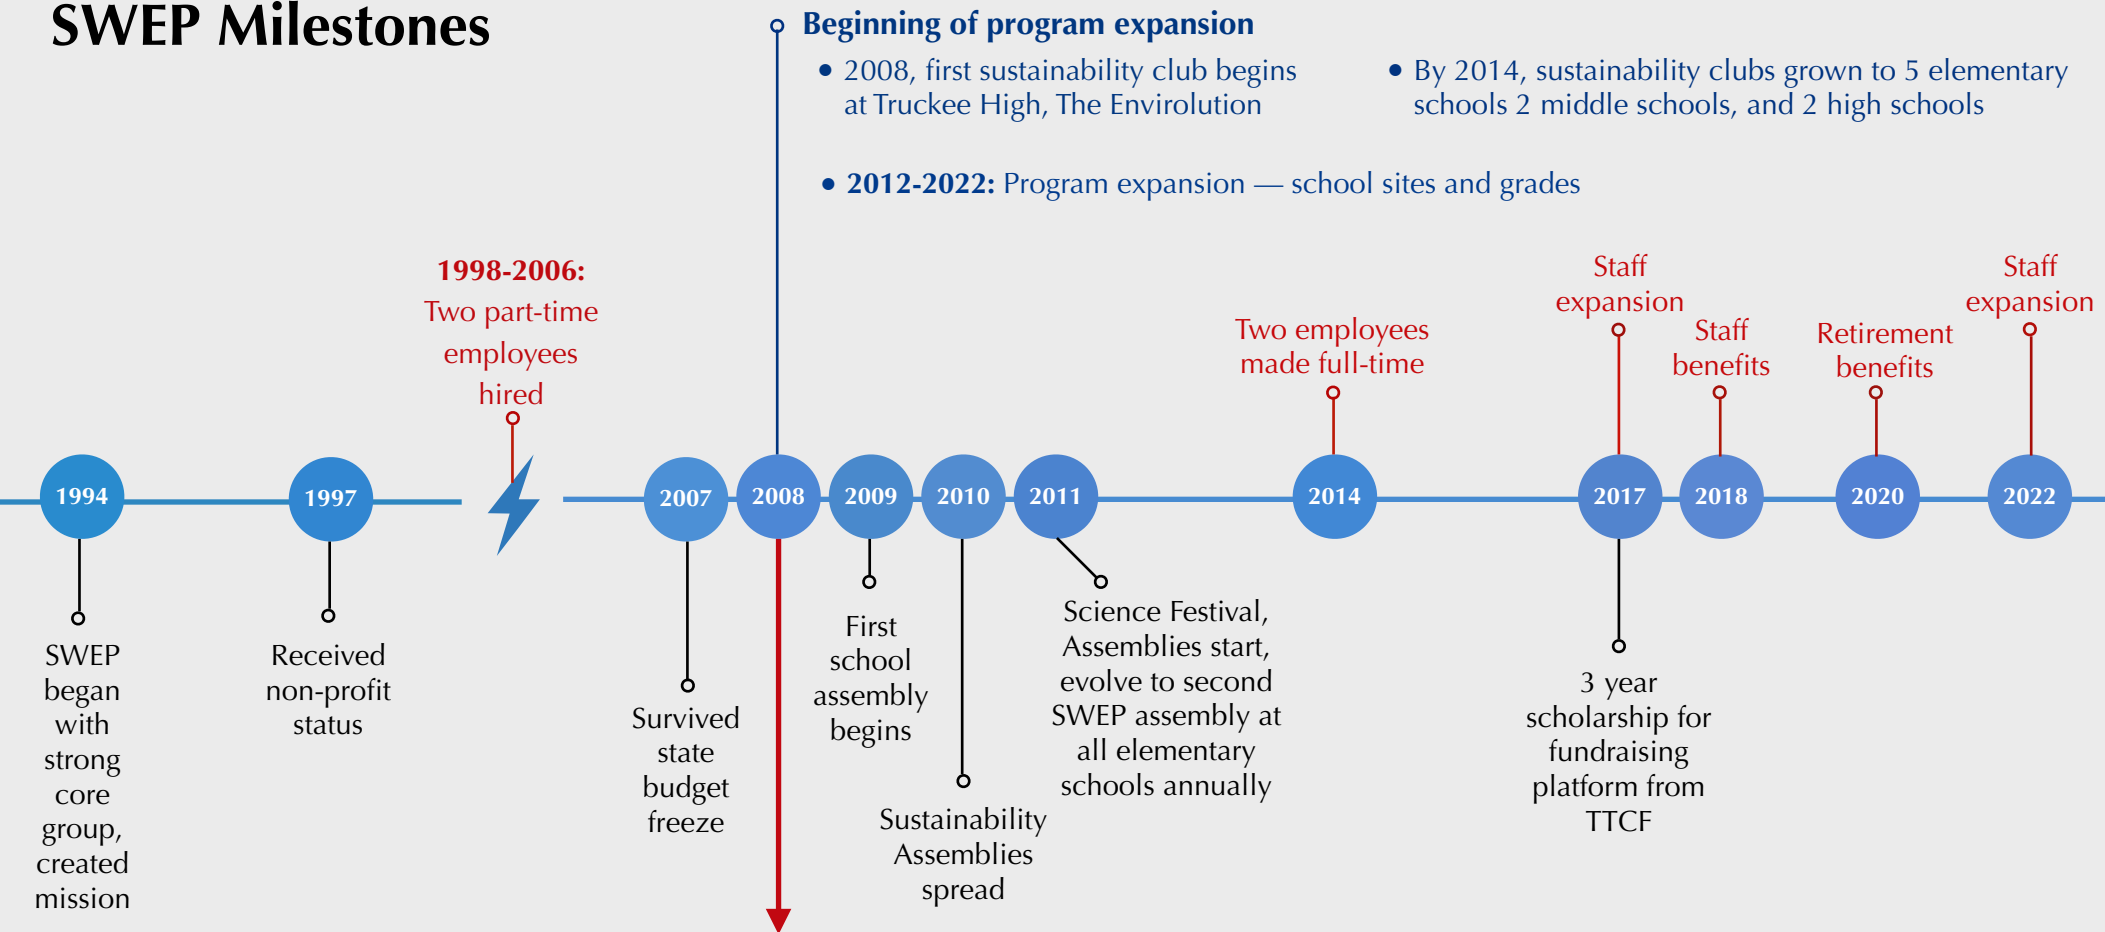 SWEP Milestones
Beginning of program expansion
• 2008, first sustainability club begins
at Truckee High, The Envirolution
• By 2014, sustainability clubs grown to 5 elementary
schools 2 middle schools, and 2 high schools
• 2012-2022: Program expansion — school sites and grades
1998-2006:
Two part-time
employees
hired
Two employees
made full-time
Staff
expansion
Staff
benefits
Retirement
benefits
Staff
expansion
1994
1997
2007
2008
2009
2010
2011
2014
2017
2018
2020
2022
SWEP
began
with
strong
core
group,
created
mission
Received
non-profit
status
Survived
state
budget
freeze
First
school
assembly
begins
Sustainability
Assemblies
spread
Science Festival,
Assemblies start,
evolve to second
SWEP assembly at
all elementary
schools annually
3 year
scholarship for
fundraising
platform from
TTCF